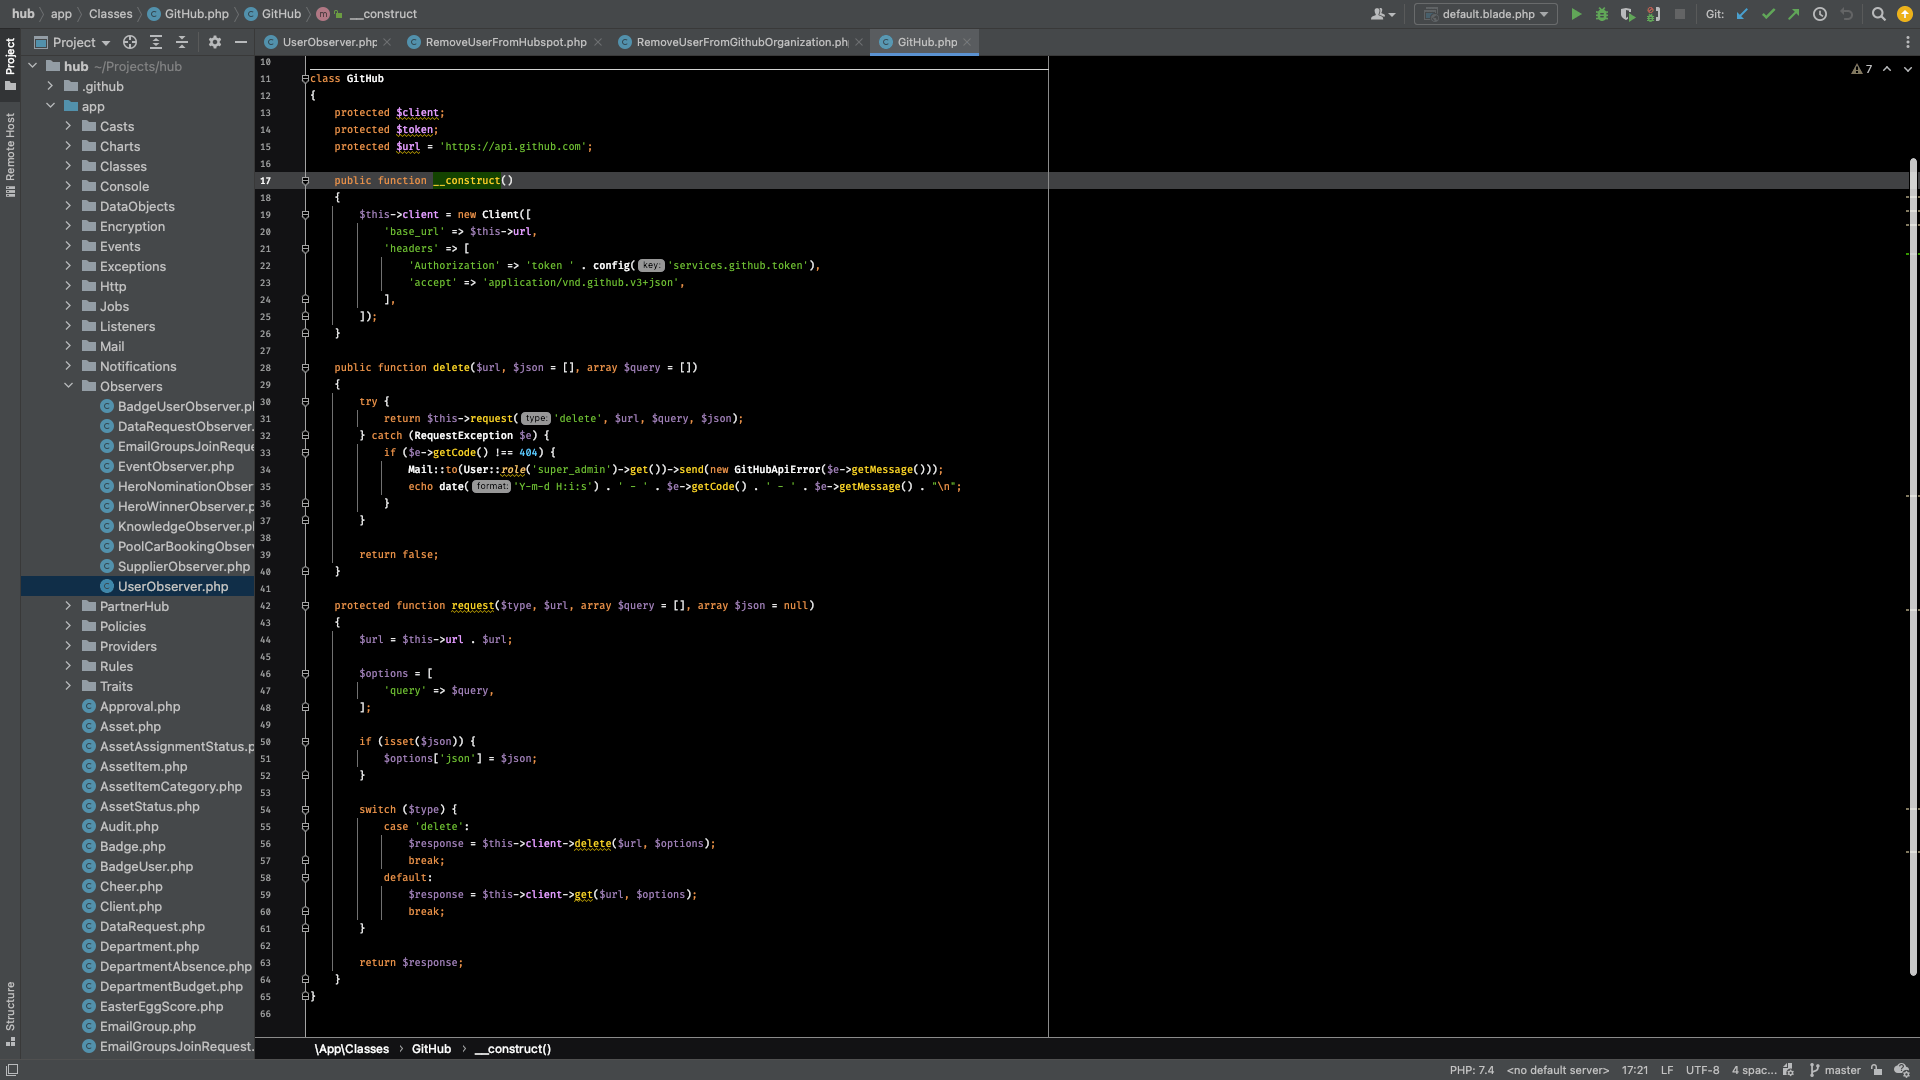 hub app Classes GitHub.php GitHub m __construct
default.blade.php Git:
Project
UserObserver.php RemoveUserFromHubspot.php RemoveUserFromGithubOrganization.php GitHub.php
Project
Remote Host
Structure
hub ~/Projects/hub
.github
app
Casts
Charts
Classes
Console
DataObjects
Encryption
Events
Exceptions
Http
Jobs
Listeners
Mail
Notifications
Observers
BadgeUserObserver.p
DataRequestObserver.
EmailGroupsJoinReque
EventObserver.php
HeroNominationObser
HeroWinnerObserver.p
KnowledgeObserver.p
PoolCarBookingObserv
SupplierObserver.php
UserObserver.php
PartnerHub
Policies
Providers
Rules
Traits
Approval.php
Asset.php
AssetAssignmentStatus.p
AssetItem.php
AssetItemCategory.php
AssetStatus.php
Audit.php
Badge.php
BadgeUser.php
Cheer.php
Client.php
DataRequest.php
Department.php
DepartmentAbsence.php
DepartmentBudget.php
EasterEggScore.php
EmailGroup.php
EmailGroupsJoinRequest.
7
10
11 class GitHub
12 {
13 protected $client;
14 protected $token;
15 protected $url = 'https://api.github.com';
16
17 public function __construct()
18 {
19 $this->client = new Client([
20 'base_url' => $this->url,
21 'headers' => [
22 'Authorization' => 'token ' . config( key: 'services.github.token'),
23 'accept' => 'application/vnd.github.v3+json',
24 ],
25 ]);
26 }
27
28 public function delete($url, $json = [], array $query = [])
29 {
30 try {
31 return $this->request( type: 'delete', $url, $query, $json);
32 } catch (RequestException $e) {
33 if ($e->getCode() !== 404) {
34 Mail::to(User::role('super_admin')->get())->send(new GitHubApiError($e->getMessage()));
35 echo date( format: 'Y-m-d H:i:s') . ' - ' . $e->getCode() . ' - ' . $e->getMessage() . "\n";
36 }
37 }
38
39 return false;
40 }
41
42 protected function request($type, $url, array $query = [], array $json = null)
43 {
44 $url = $this->url . $url;
45
46 $options = [
47 'query' => $query,
48 ];
49
50 if (isset($json)) {
51 $options['json'] = $json;
52 }
53
54 switch ($type) {
55 case 'delete':
56 $response = $this->client->delete($url, $options);
57 break;
58 default:
59 $response = $this->client->get($url, $options);
60 break;
61 }
62
63 return $response;
64 }
65 }
66
\App\Classes › GitHub › __construct()
PHP: 7.4 <no default server> 17:21 LF UTF-8 4 spac... master